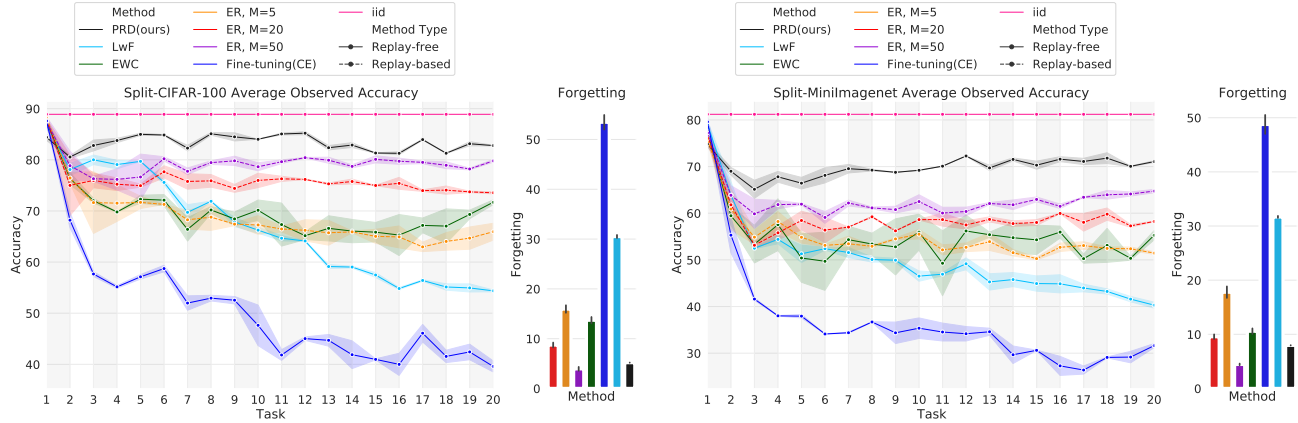 Method
PRD(ours)
LwF
EWC
ER, M=5
ER, M=20
ER, M=50
Fine-tuning(CE)
iid
Method Type
Replay-free
Replay-based
Split-CIFAR-100 Average Observed Accuracy
Accuracy
90
80
70
60
50
40
1 2 3 4 5 6 7 8 9 10 11 12 13 14 15 16 17 18 19 20
Task
Forgetting
Forgetting
50
40
30
20
10
0
Method
Method
PRD(ours)
LwF
EWC
ER, M=5
ER, M=20
ER, M=50
Fine-tuning(CE)
iid
Method Type
Replay-free
Replay-based
Split-MiniImagenet Average Observed Accuracy
Accuracy
80
70
60
50
40
30
1 2 3 4 5 6 7 8 9 10 11 12 13 14 15 16 17 18 19 20
Task
Forgetting
Forgetting
50
40
30
20
10
0
Method